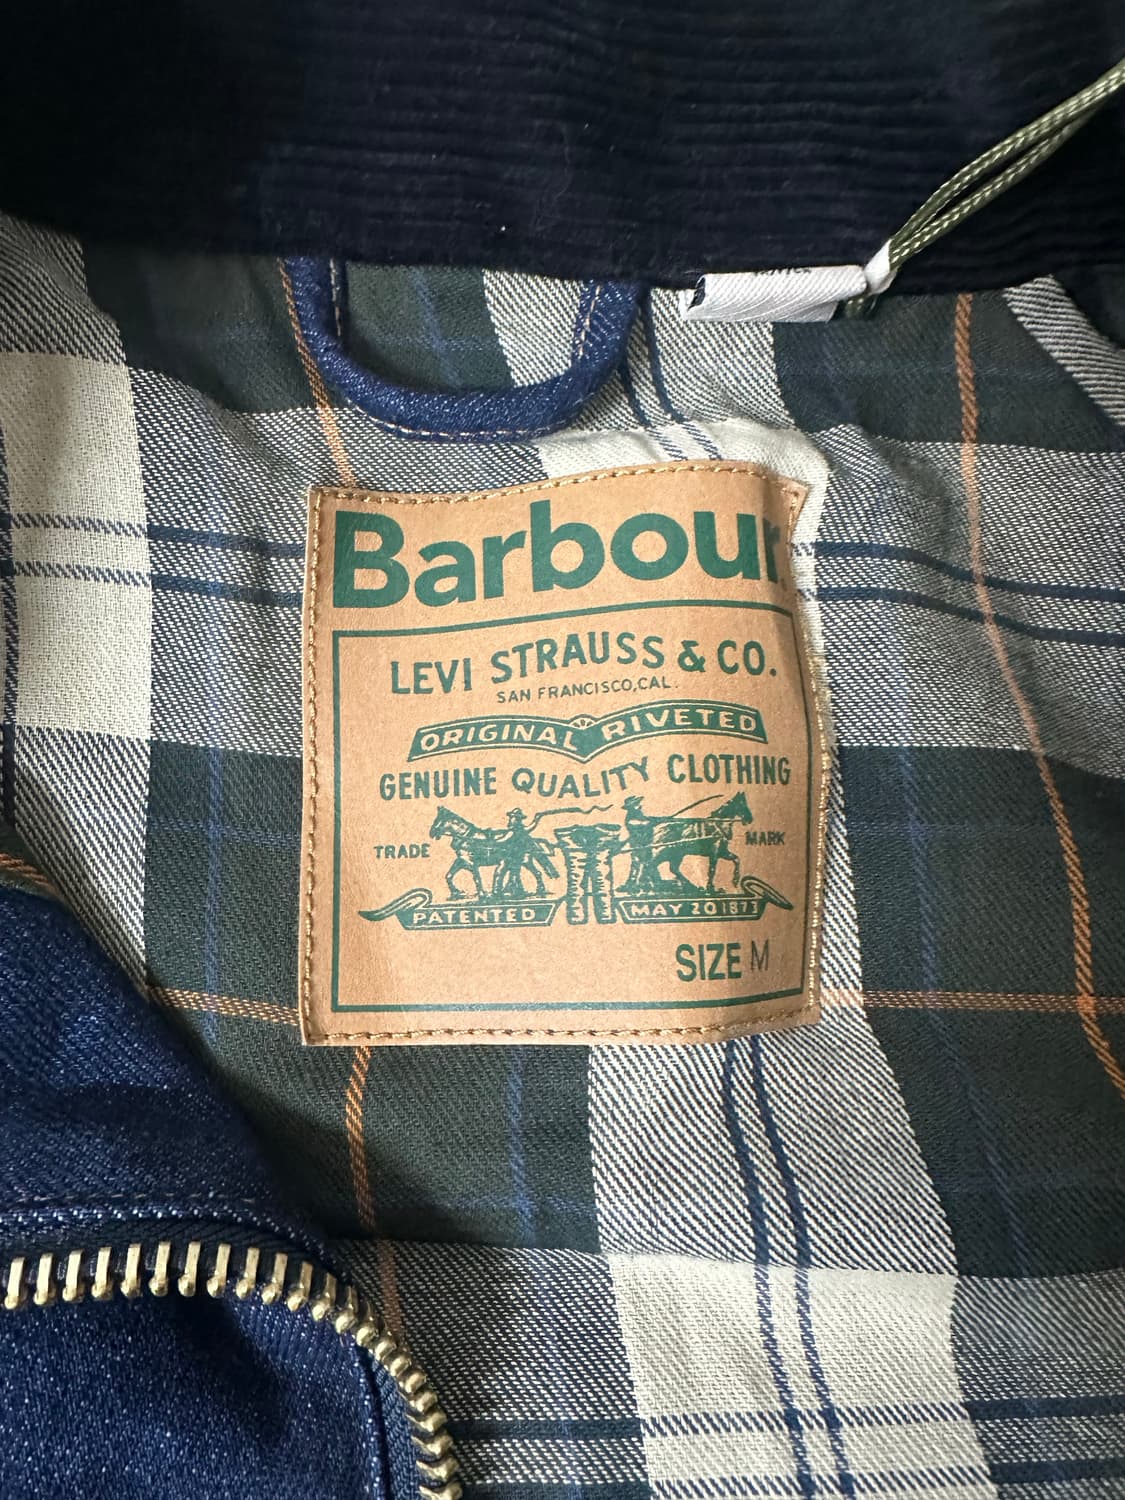 Barbour
LEVI STRAUSS & CO.
SAN FRANCISCO, CAL.
ORIGINAL RIVETED
GENUINE QUALITY CLOTHING
TRADE MARK
PATENTED MAY 20 1873
SIZE M